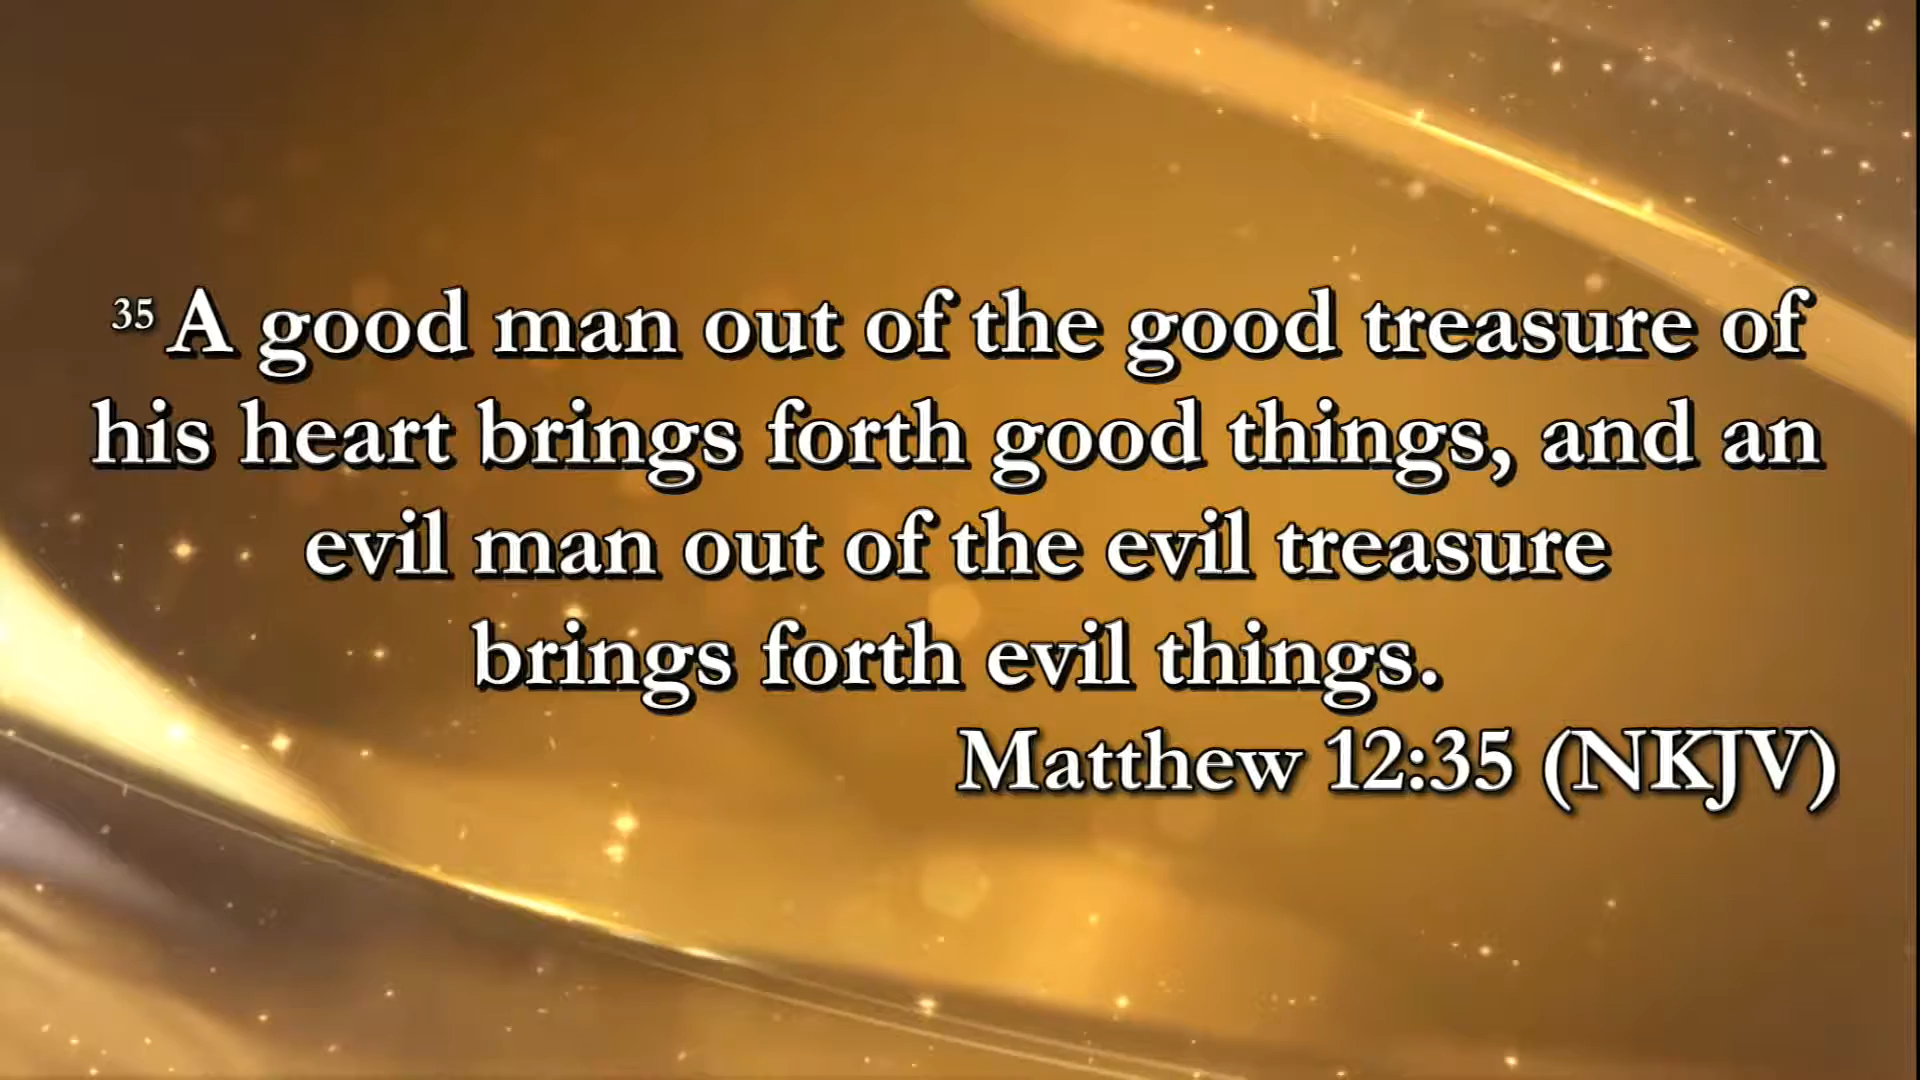 35 A good man out of the good treasure of
his heart brings forth good things, and an
evil man out of the evil treasure
brings forth evil things.
Matthew 12:35 (NKJV)